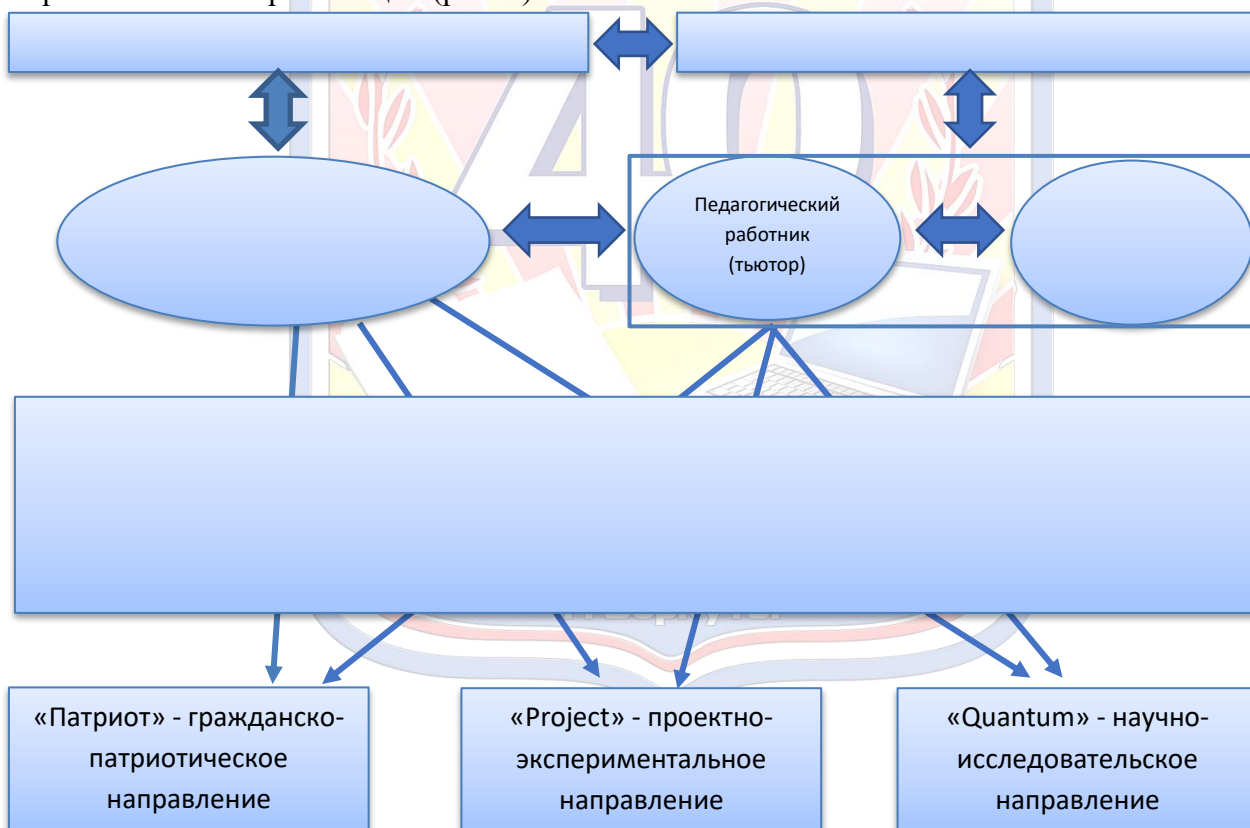 Педагогический
работник
(тьютор)
«Патриот» - гражданско-
патриотическое
направление
«Project» - проектно-
экспериментальное
направление
«Quantum» - научно-
исследовательское
направление